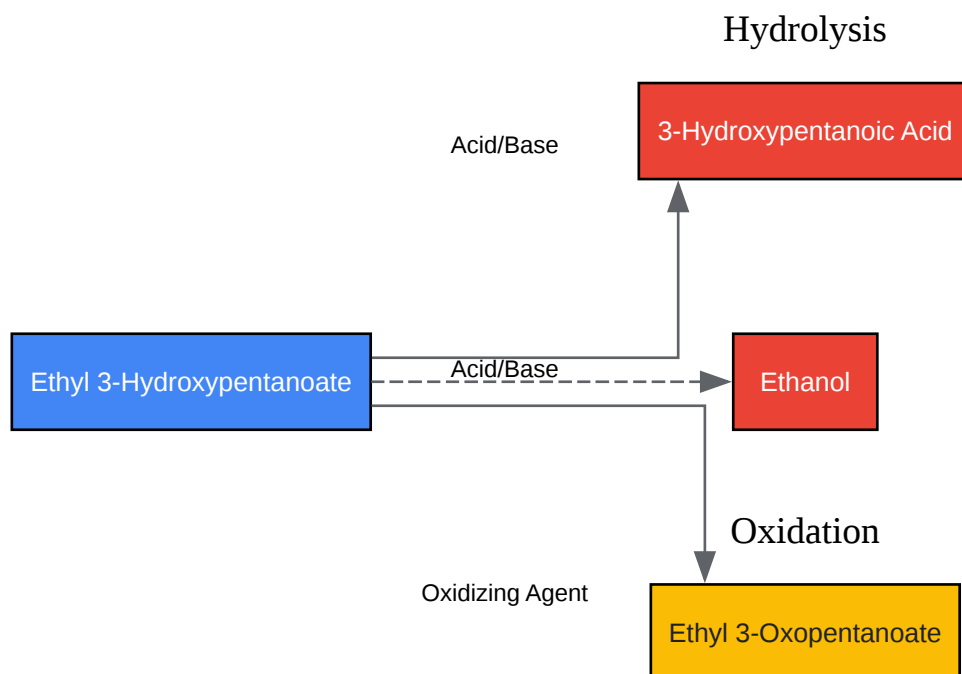 Hydrolysis
3-Hydroxypentanoic Acid
Acid/Base
Ethyl 3-Hydroxypentanoate
Acid/Base
Ethanol
Oxidation
Oxidizing Agent
Ethyl 3-Oxopentanoate